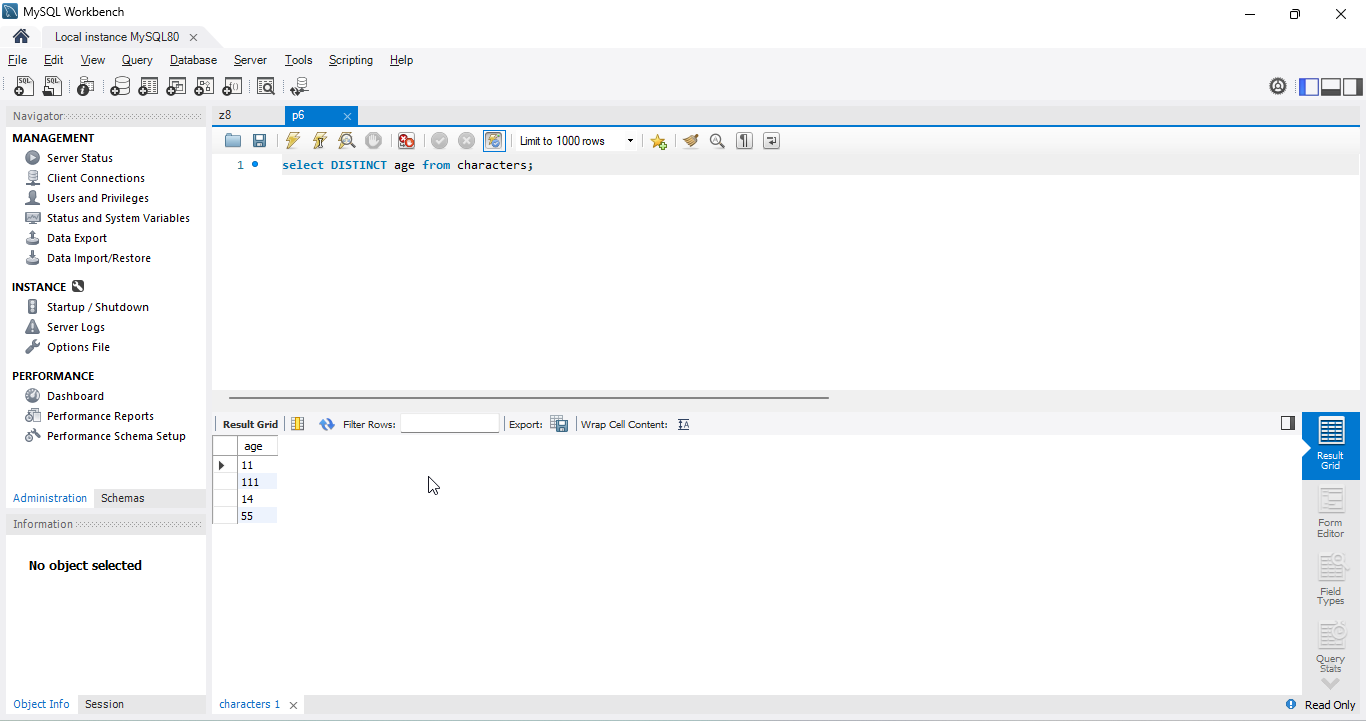 MySQL Workbench
Local instance MySQL80
File Edit View Query Database Server Tools Scripting Help
Navigator
MANAGEMENT
Server Status
Client Connections
Users and Privileges
Status and System Variables
Data Export
Data Import/Restore
INSTANCE
Startup / Shutdown
Server Logs
Options File
PERFORMANCE
Dashboard
Performance Reports
Performance Schema Setup
Administration Schemas
Information
No object selected
Object Info Session
z8 p6
Limit to 1000 rows
1 select DISTINCT age from characters;
Result Grid Filter Rows: Export: Wrap Cell Content:
age
11
111
14
55
Result
Grid
Form
Editor
Field
Types
Query
Stats
characters 1
Read Only